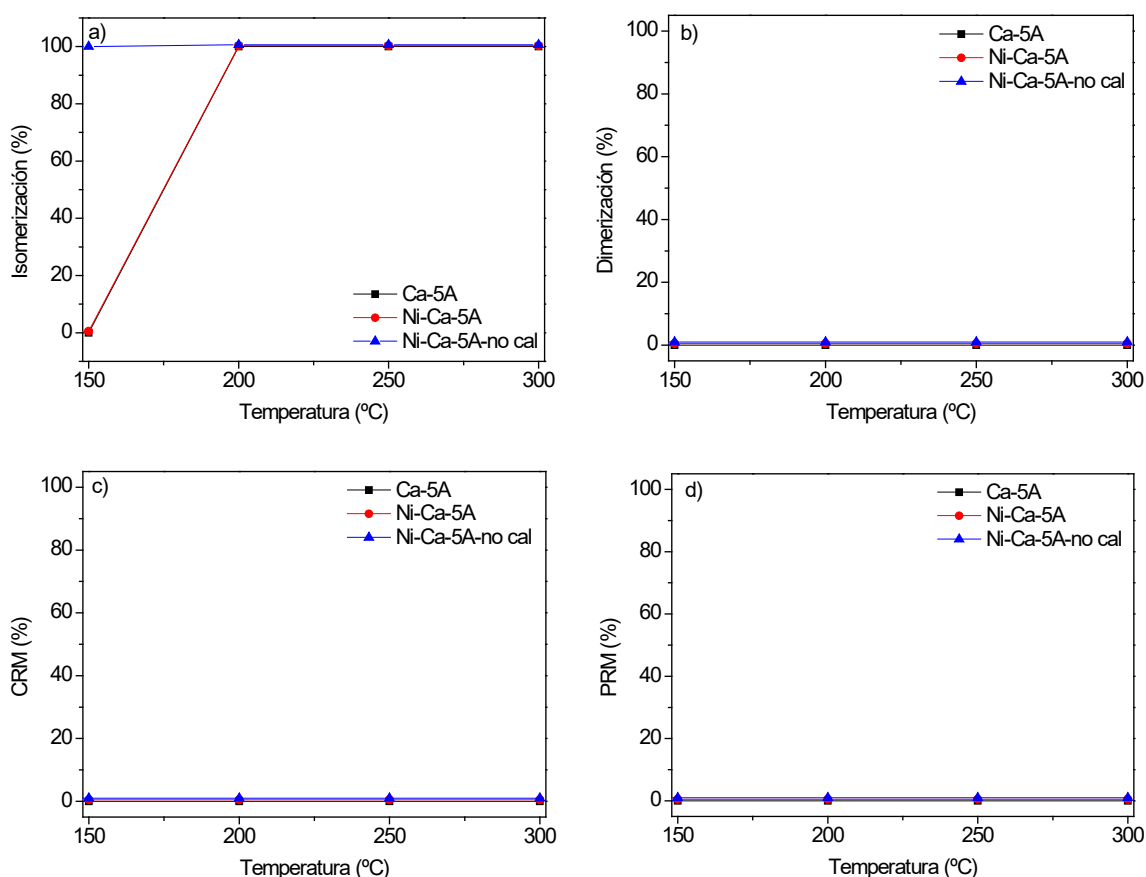 a)
Isomerización (%)
100
80
60
40
20
0
150
200
250
300
Temperatura (ºC)
Ca-5A
Ni-Ca-5A
Ni-Ca-5A-no cal
b)
Dimerización (%)
100
80
60
40
20
0
150
200
250
300
Temperatura (ºC)
Ca-5A
Ni-Ca-5A
Ni-Ca-5A-no cal
c)
CRM (%)
100
80
60
40
20
0
150
200
250
300
Temperatura (ºC)
Ca-5A
Ni-Ca-5A
Ni-Ca-5A-no cal
d)
PRM (%)
100
80
60
40
20
0
150
200
250
300
Temperatura (ºC)
Ca-5A
Ni-Ca-5A
Ni-Ca-5A-no cal